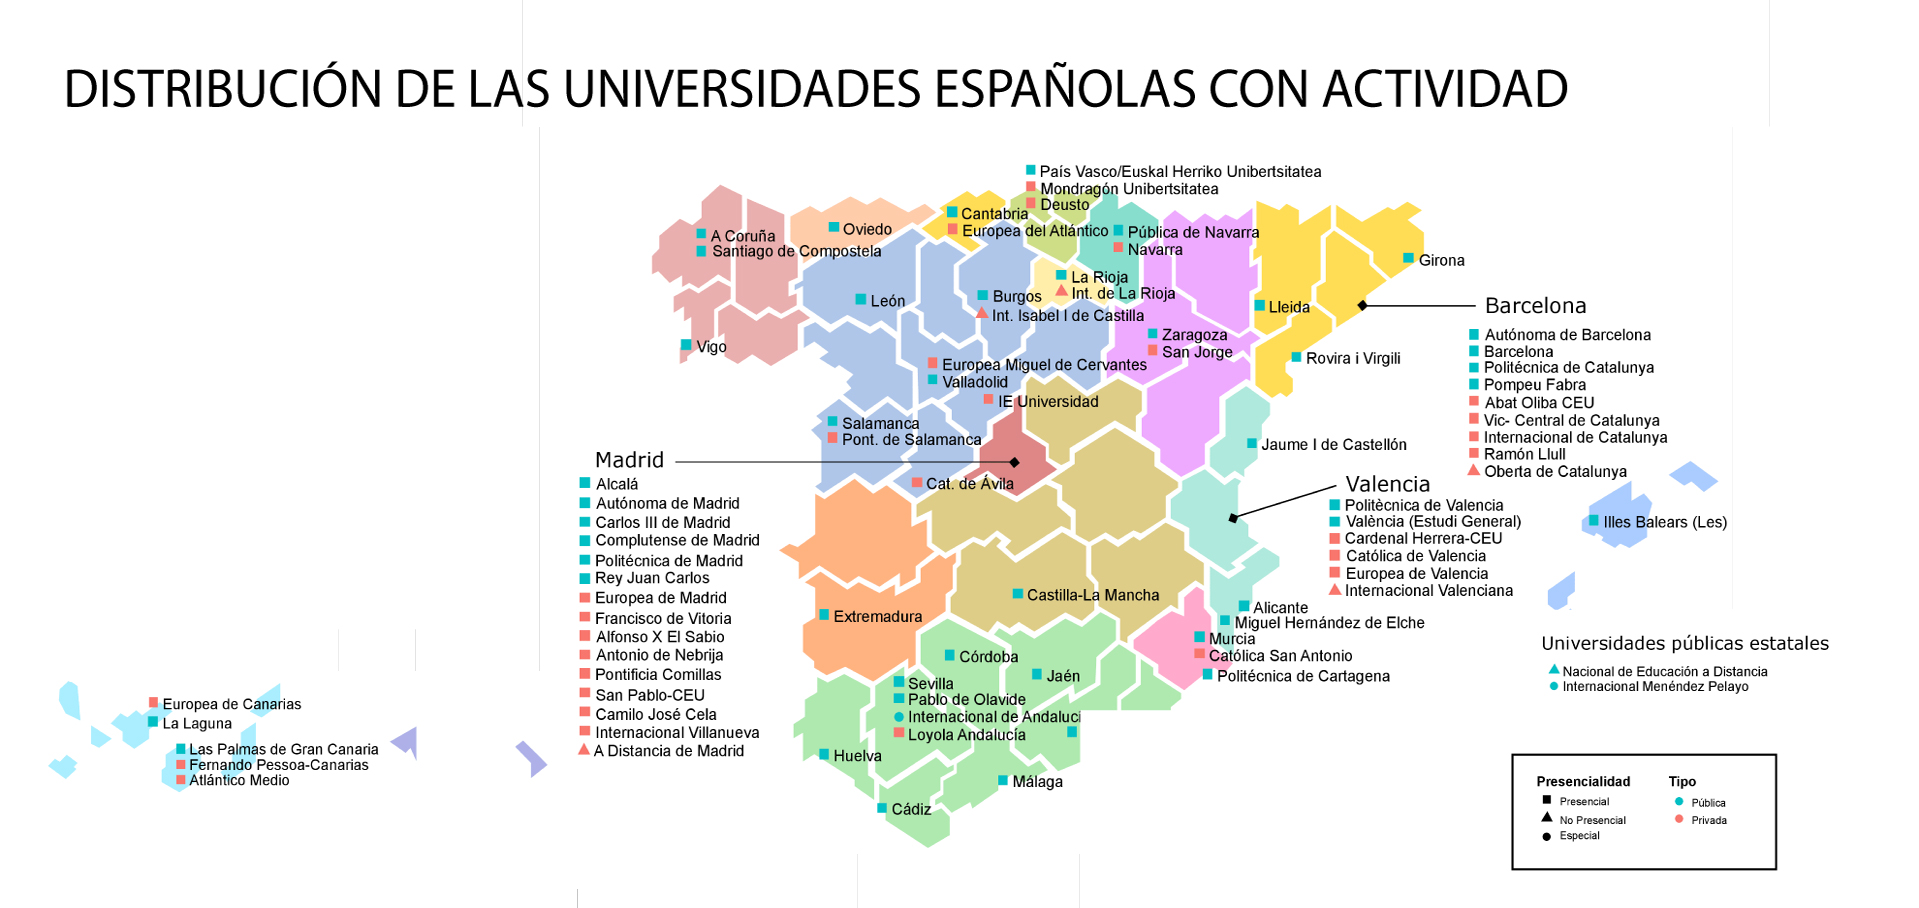 DISTRIBUCIÓN DE LAS UNIVERSIDADES ESPAÑOLAS CON ACTIVIDAD
País Vasco/Euskal Herriko Unibertsitatea
Mondragón Unibertsitatea
Deusto
Cantabria
Europea del Atlántico
Oviedo
A Coruña
Santiago de Compostela
Vigo
Pública de Navarra
Navarra
La Rioja
Int. de La Rioja
León
Burgos
Int. Isabel I de Castilla
Europea Miguel de Cervantes
Valladolid
IE Universidad
Salamanca
Pont. de Salamanca
Cat. de Ávila
Zaragoza
San Jorge
Girona
Lleida
Rovira i Virgili
Barcelona
Autónoma de Barcelona
Barcelona
Politécnica de Catalunya
Pompeu Fabra
Abat Oliba CEU
Vic- Central de Catalunya
Internacional de Catalunya
Ramón Llull
Oberta de Catalunya
Jaume I de Castellón
Madrid
Alcalá
Autónoma de Madrid
Carlos III de Madrid
Complutense de Madrid
Politécnica de Madrid
Rey Juan Carlos
Europea de Madrid
Francisco de Vitoria
Alfonso X El Sabio
Antonio de Nebrija
Pontificia Comillas
San Pablo-CEU
Camilo José Cela
Internacional Villanueva
A Distancia de Madrid
Valencia
Politècnica de Valencia
València (Estudi General)
Cardenal Herrera-CEU
Católica de Valencia
Europea de Valencia
Internacional Valenciana
Illes Balears (Les)
Castilla-La Mancha
Extremadura
Alicante
Miguel Hernández de Elche
Murcia
Católica San Antonio
Politécnica de Cartagena
Córdoba
Jaén
Sevilla
Pablo de Olavide
Internacional de Andaluci
Loyola Andalucía
Huelva
Málaga
Cádiz
Europea de Canarias
La Laguna
Las Palmas de Gran Canaria
Fernando Pessoa-Canarias
Atlántico Medio
Universidades públicas estatales
Nacional de Educación a Distancia
Internacional Menéndez Pelayo
Presencialidad
Presencial
No Presencial
Especial
Tipo
Pública
Privada